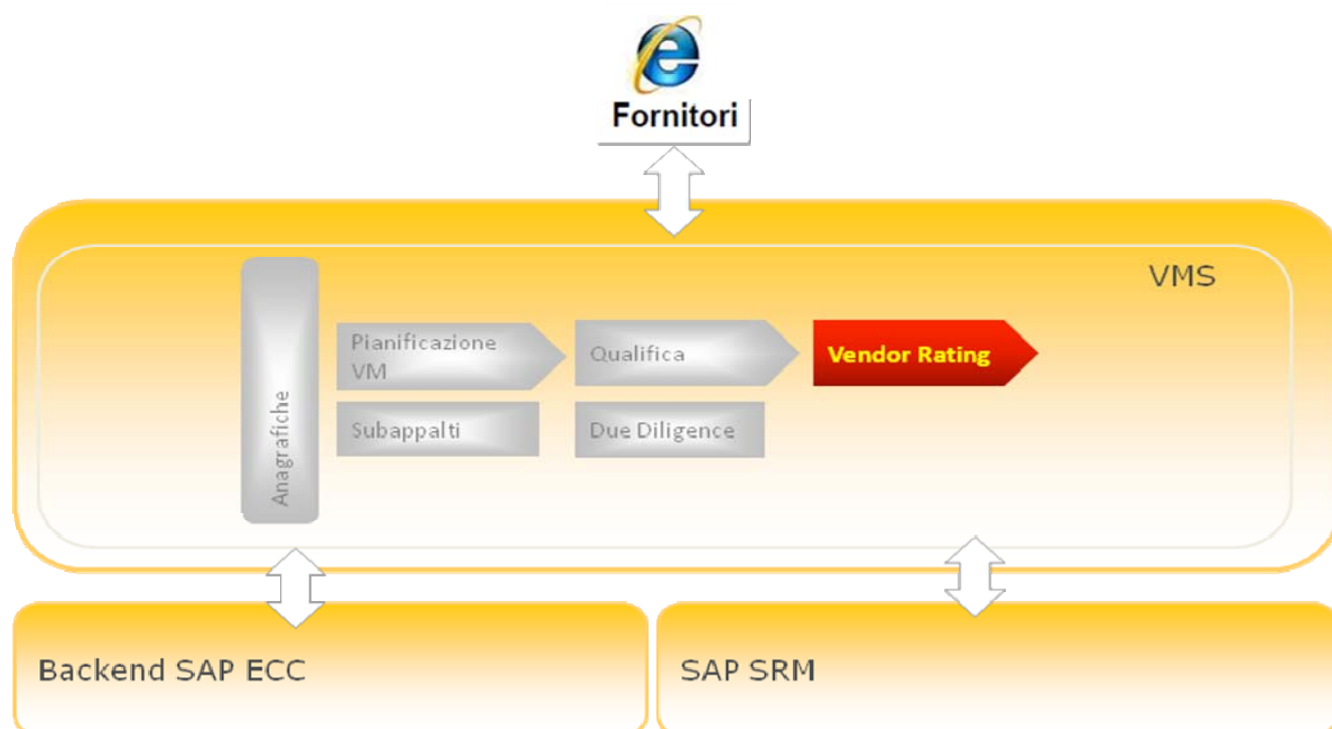 Fornitori
VMS
Anagrafiche
Pianificazione
VM
Qualifica
Vendor Rating
Subappalti
Due Diligence
Backend SAP ECC
SAP SRM